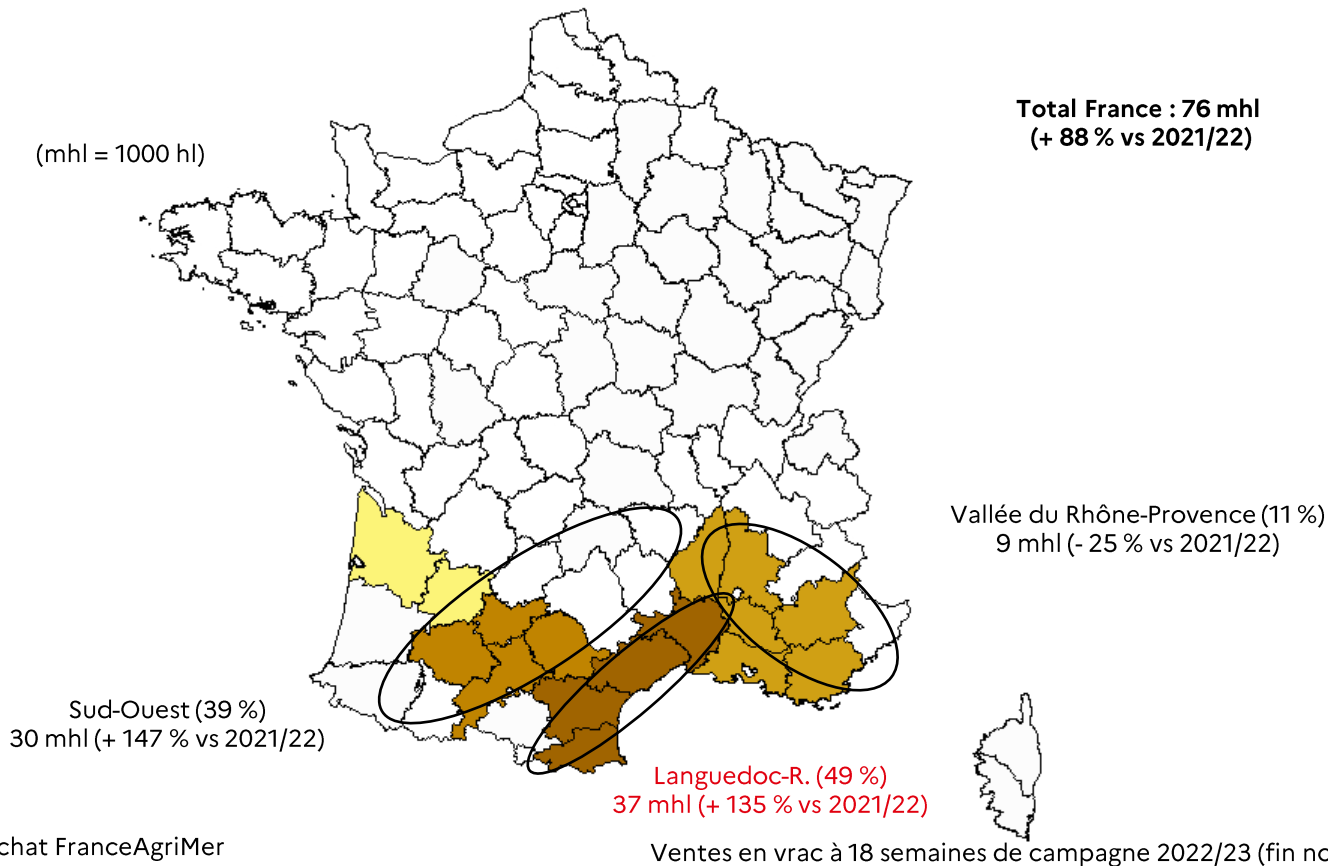 Total France : 76 mhl
(+ 88 % vs 2021/22)
(mhl = 1000 hl)
Vallée du Rhône-Provence (11 %)
9 mhl (- 25 % vs 2021/22)
Sud-Ouest (39 %)
30 mhl (+ 147 % vs 2021/22)
Languedoc-R. (49 %)
37 mhl (+ 135 % vs 2021/22)
chat FranceAgriMer
Ventes en vrac à 18 semaines de campagne 2022/23 (fin no